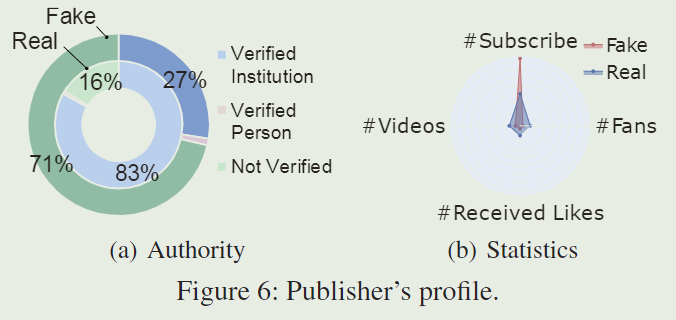 Fake
Real
16%
27%
71%
83%
Verified
Institution
Verified
Person
Not Verified
#Subscribe
Fake
Real
#Videos
#Fans
#Received Likes
(a) Authority
(b) Statistics
Figure 6: Publisher's profile.